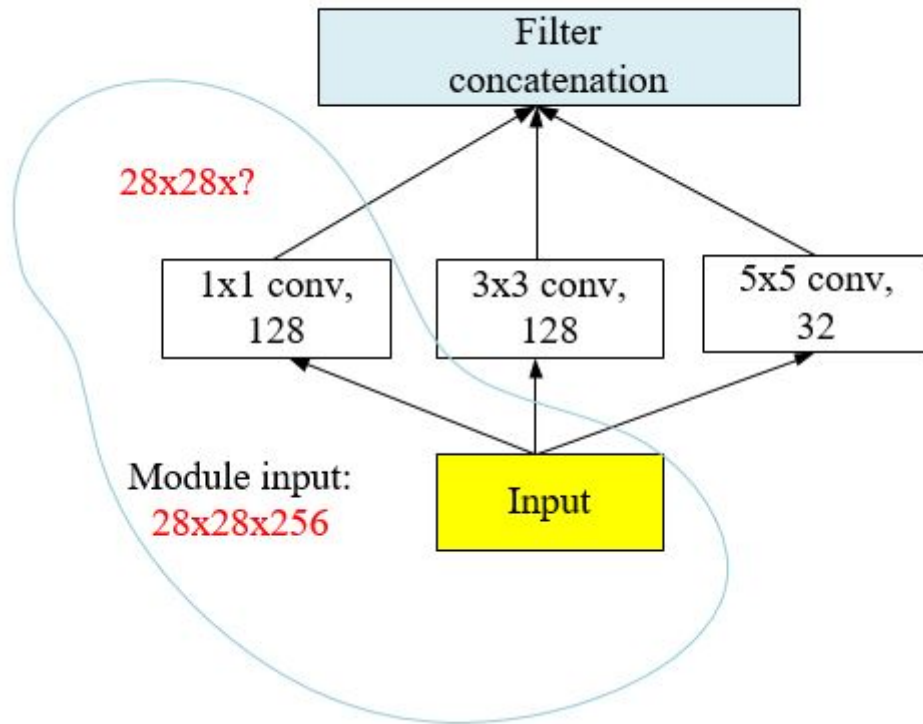 Filter
concatenation
28x28x?
1x1 conv,
128
3x3 conv,
128
5x5 conv,
32
Module input:
28x28x256
Input